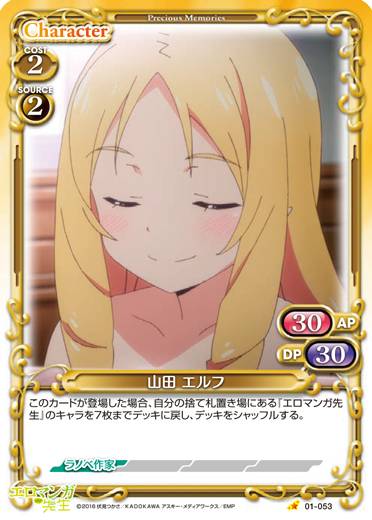 Precious Memories
Character
COST
2
SOURCE
2
30 AP
DP 30
山田 エルフ
このカードが登場した場合、自分の捨て札置き場にある『エロマンガ先
生』のキャラを7枚までデッキに戻し、デッキをシャッフルする。
ラノベ作家
エロマンガ
先生
01-053
©2016 伏見つかさ/KADOKAWA アスキー・メディアワークス/EMP